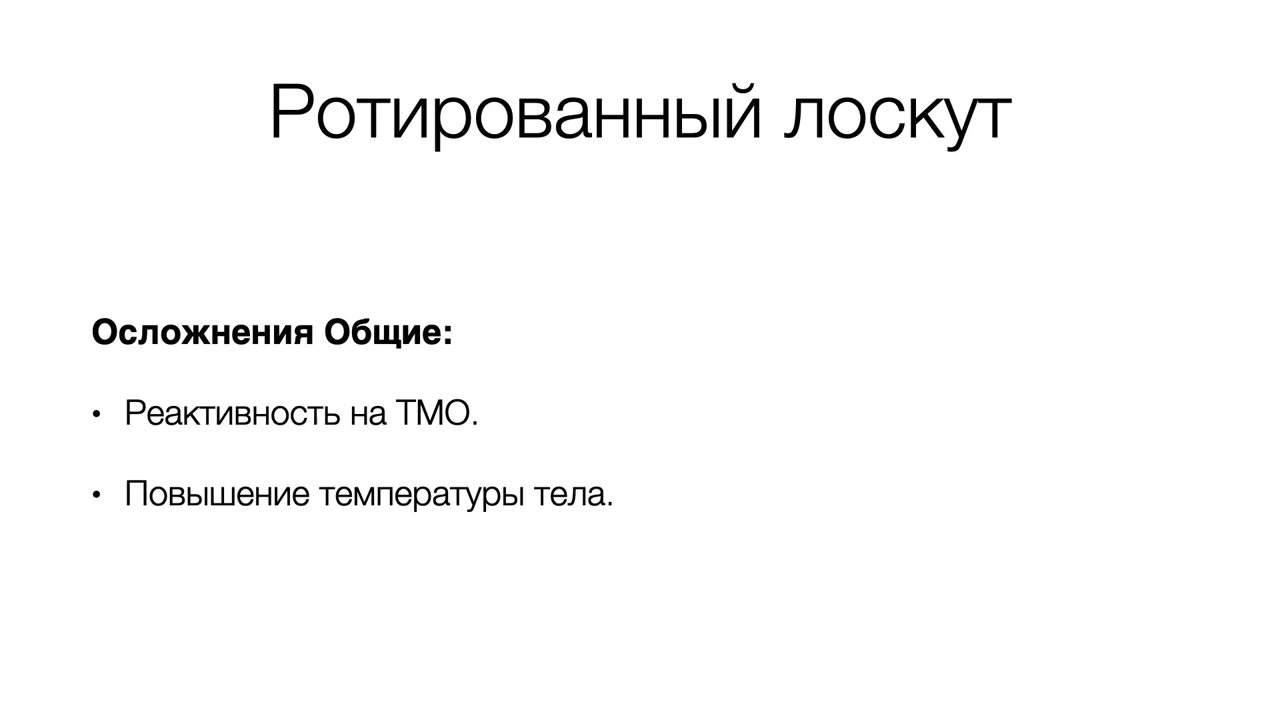 Ротированный лоскут
Осложнения Общие:
• Реактивность на ТМО.
• Повышение температуры тела.